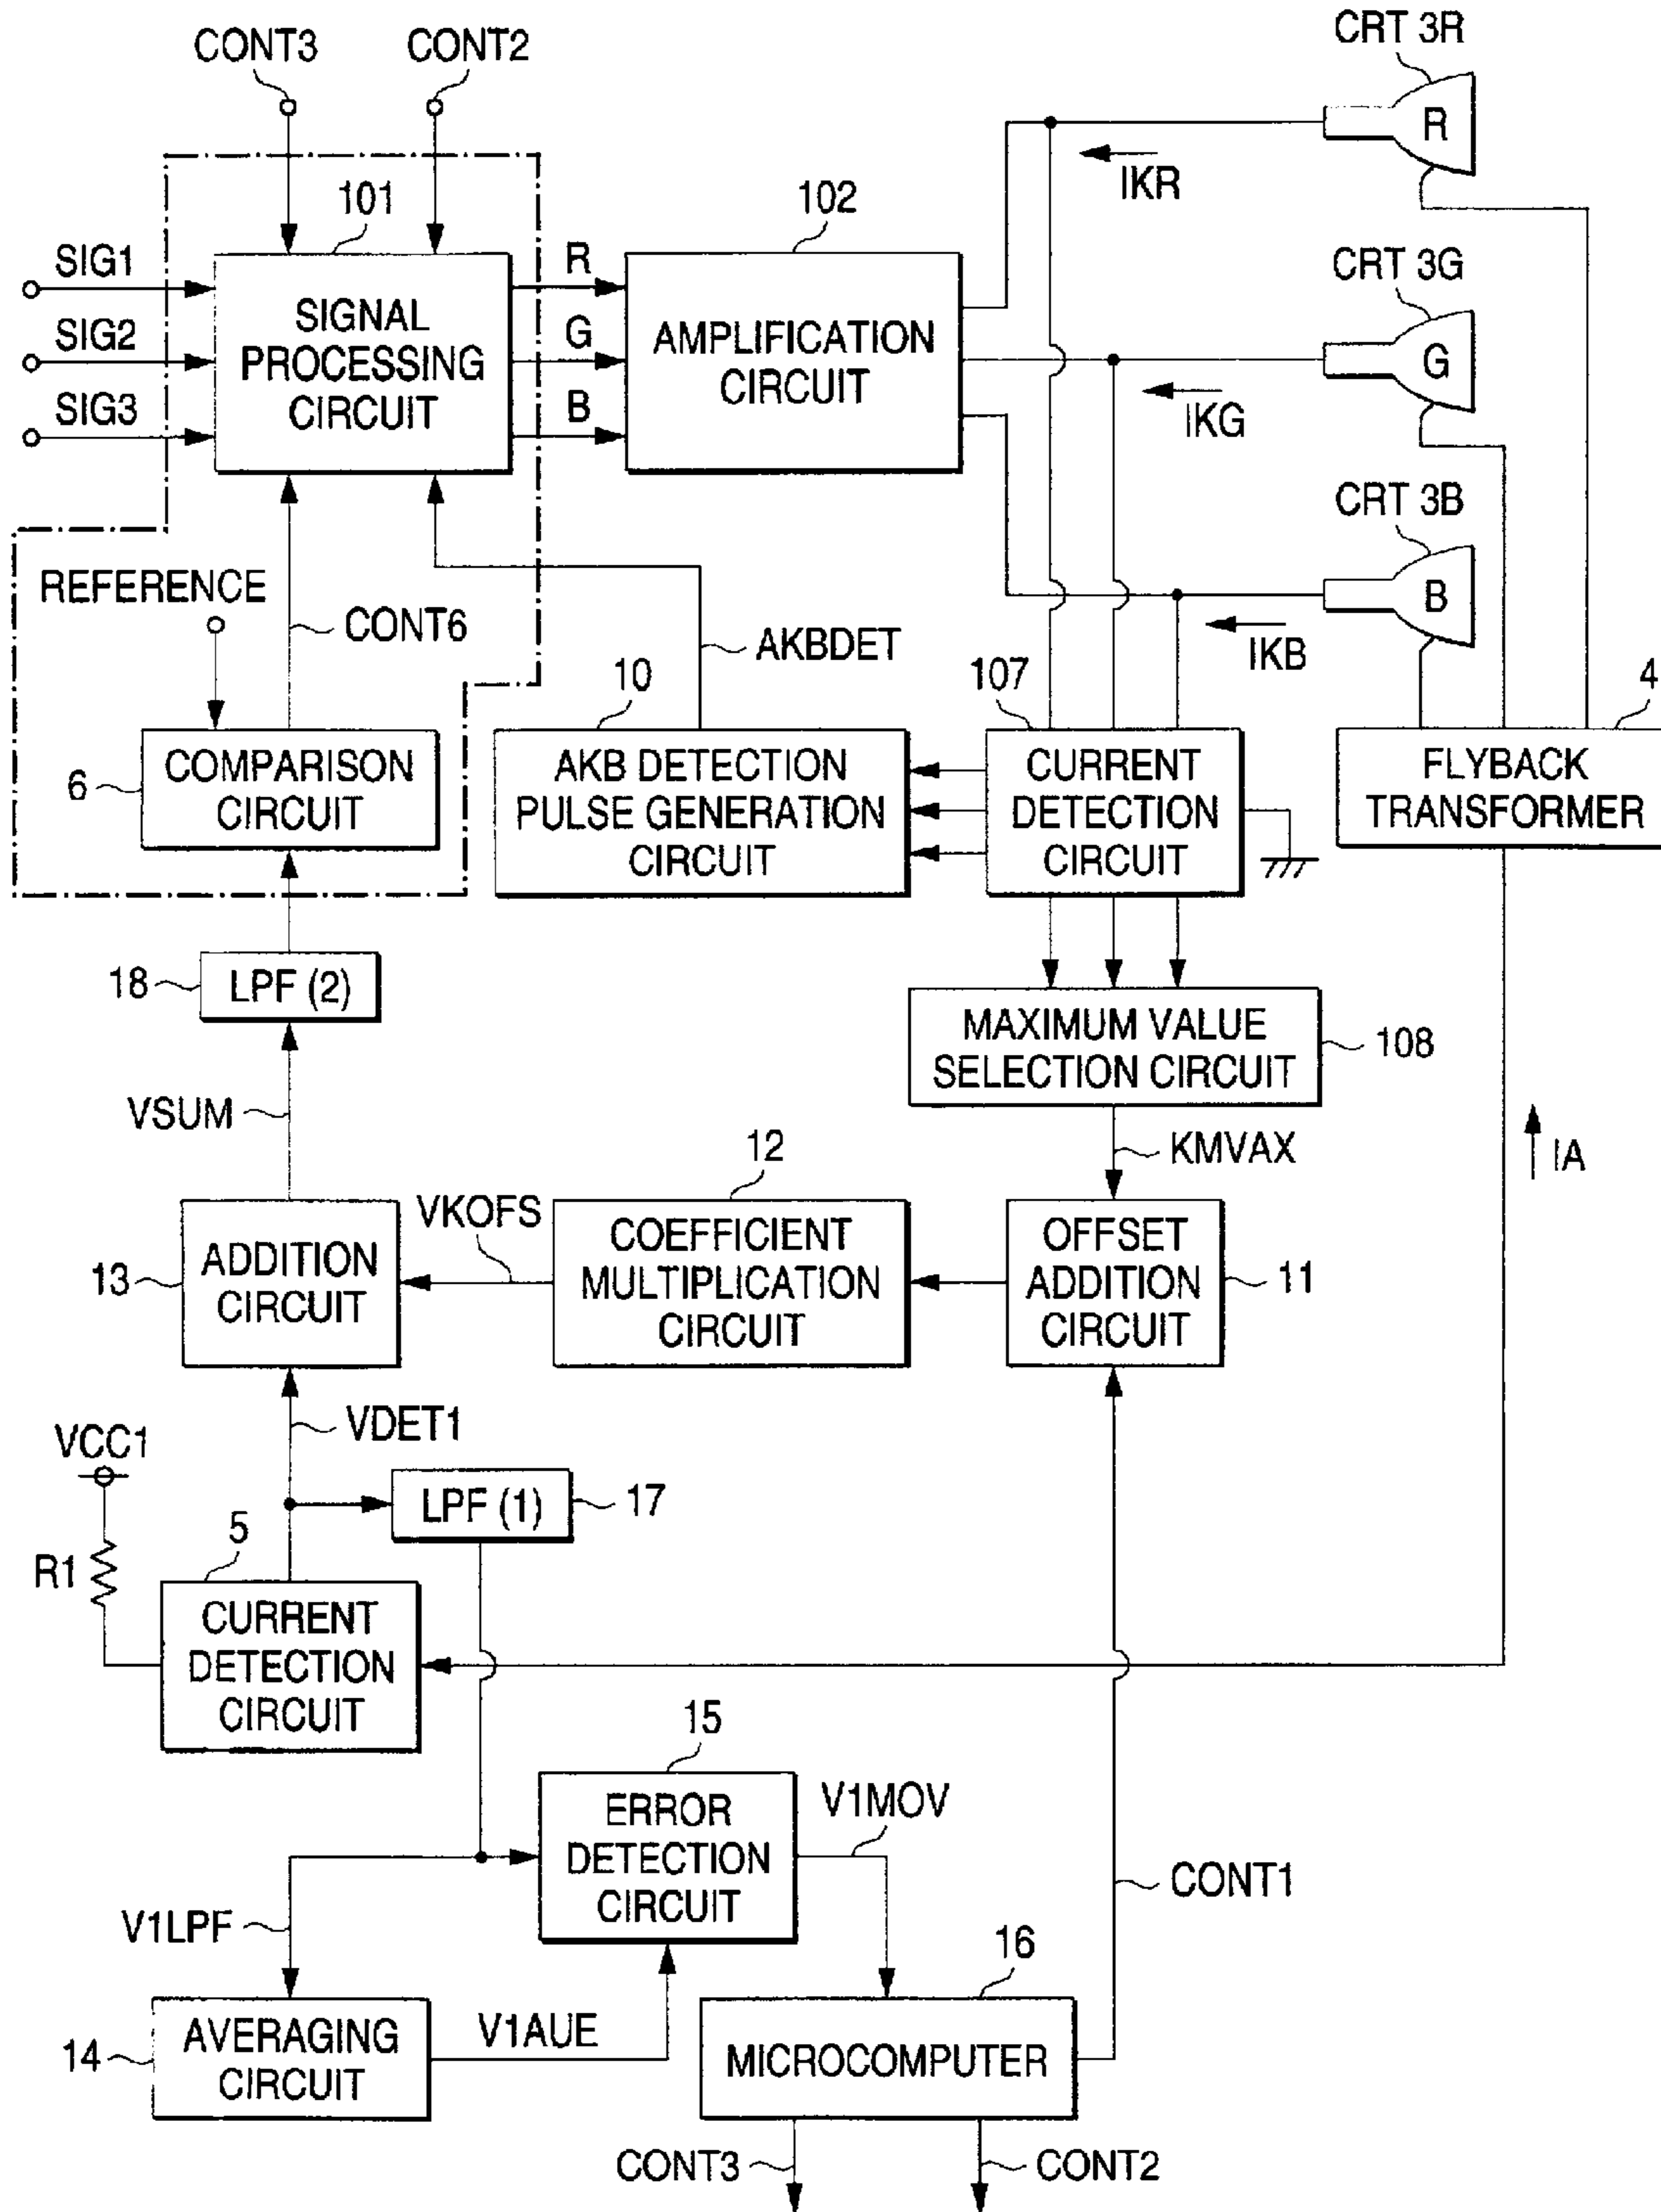 CONT3
CONT2
CRT 3R
R
IKR
101
102
SIG1
SIG2
SIG3
SIGNAL
PROCESSING
CIRCUIT
R
G
B
AMPLIFICATION
CIRCUIT
CRT 3G
G
IKG
CRT 3B
B
IKB
REFERENCE
CONT6
AKBDET
10
107
4
6
COMPARISON
CIRCUIT
AKB DETECTION
PULSE GENERATION
CIRCUIT
CURRENT
DETECTION
CIRCUIT
FLYBACK
TRANSFORMER
18
LPF (2)
MAXIMUM VALUE
SELECTION CIRCUIT
108
VSUM
12
KMVAX
IA
13
ADDITION
CIRCUIT
VKOFS
COEFFICIENT
MULTIPLICATION
CIRCUIT
OFFSET
ADDITION
CIRCUIT
11
VDET1
VCC1
LPF (1)
17
R1
5
CURRENT
DETECTION
CIRCUIT
15
ERROR
DETECTION
CIRCUIT
V1MOV
CONT1
V1LPF
16
14
AVERAGING
CIRCUIT
V1AUE
MICROCOMPUTER
CONT3
CONT2